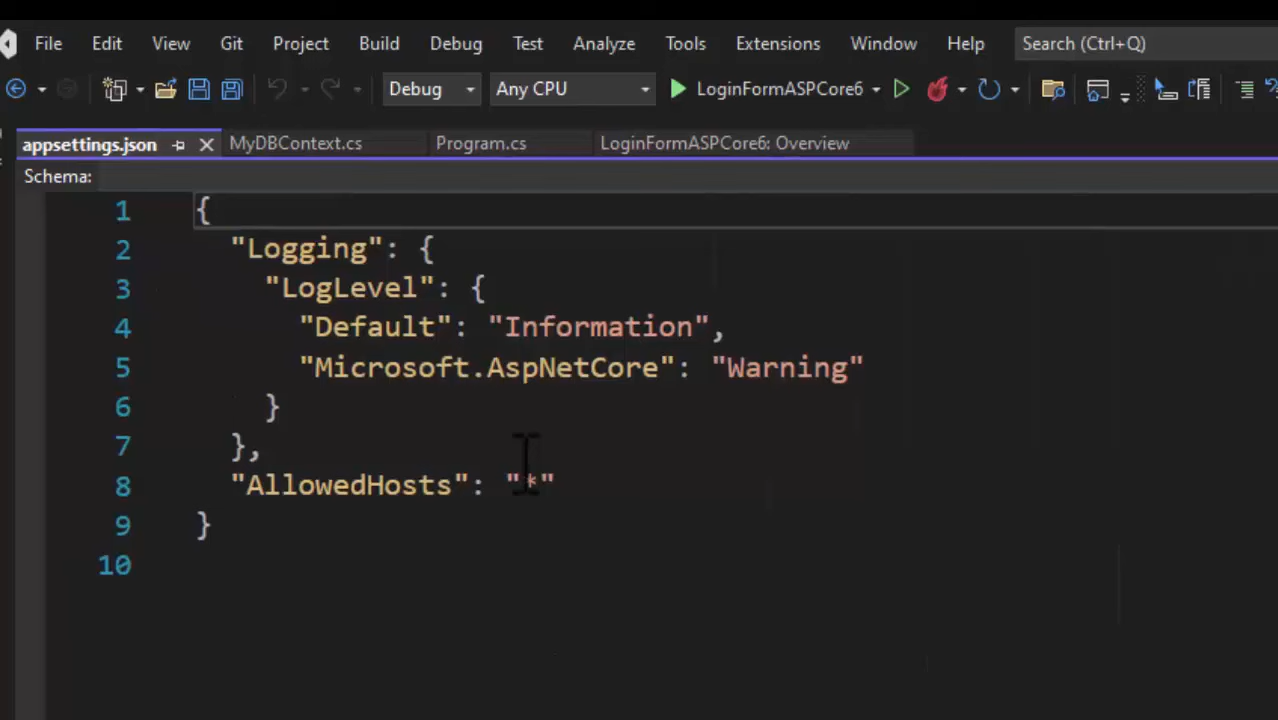 File Edit View Git Project Build Debug Test Analyze Tools Extensions Window Help Search (Ctrl+Q)
Debug Any CPU LoginFormASPCore6
appsettings.json MyDBContext.cs Program.cs LoginFormASPCore6: Overview
Schema:
1 {
2 "Logging": {
3 "LogLevel": {
4 "Default": "Information",
5 "Microsoft.AspNetCore": "Warning"
6 }
7 },
8 "AllowedHosts": "*"
9 }
10